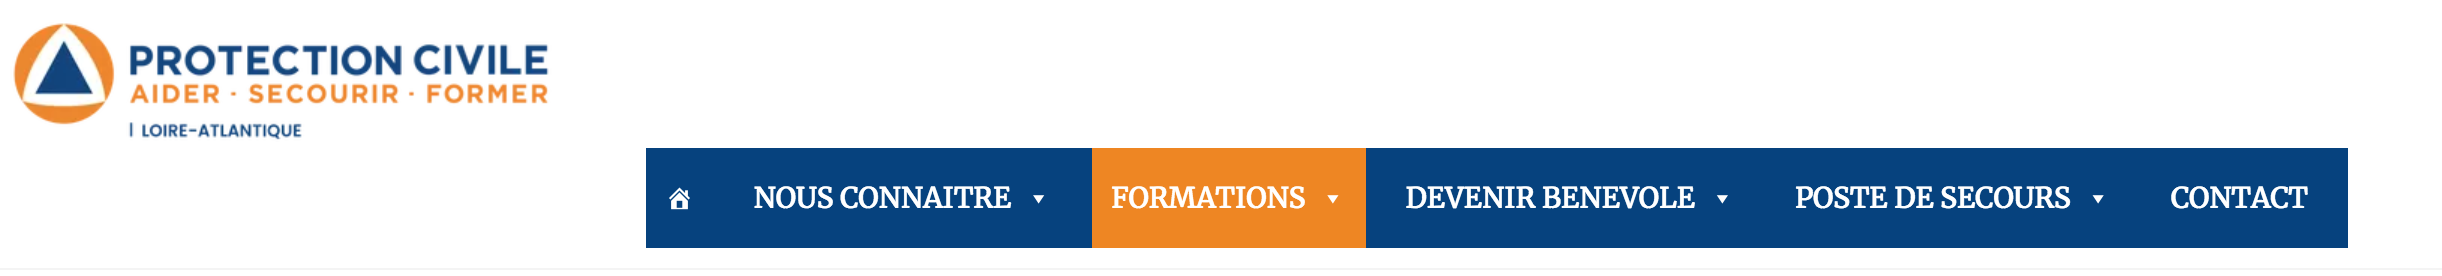 PROTECTION CIVILE
AIDER · SECOURIR · FORMER
| LOIRE-ATLANTIQUE
NOUS CONNAITRE FORMATIONS DEVENIR BENEVOLE POSTE DE SECOURS CONTACT